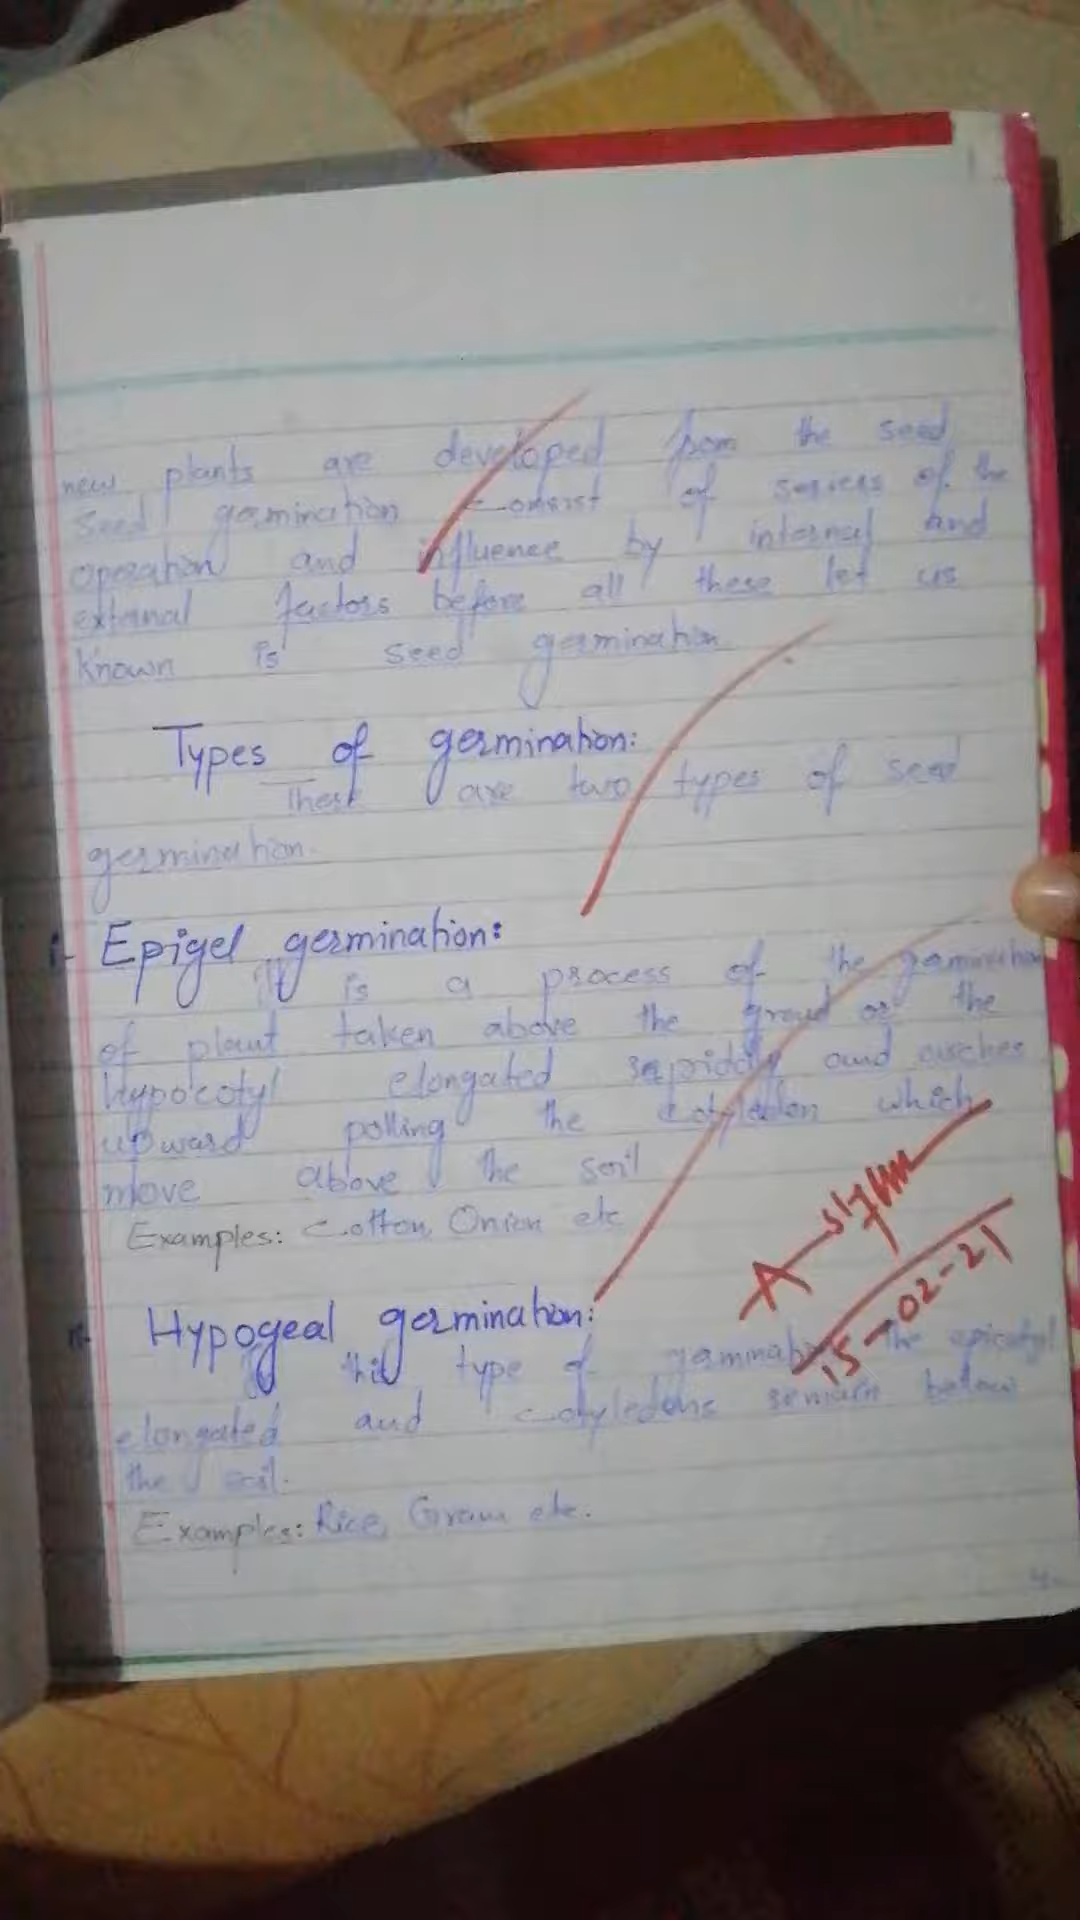 new plants are developed from the seed
Seed germination consist of serices of the
operation and influence by internal and
external factors before all these let us
Known is seed germination
Types of germination:
These are two types of seed
germination.
i- Epigel germination:
It is a process of the germination
of plant taken above the groud or the
Hypocotyl elongated rapiddly and arches
upward polling the cotyledon which
move above the soil
Examples: Cotton, Onion etc
ii- Hypogeal germination:
this type of germination the epicotyl
elongated and cotyledons remain below
the soil.
Examples: Rice, Gram etc.
15-02-21